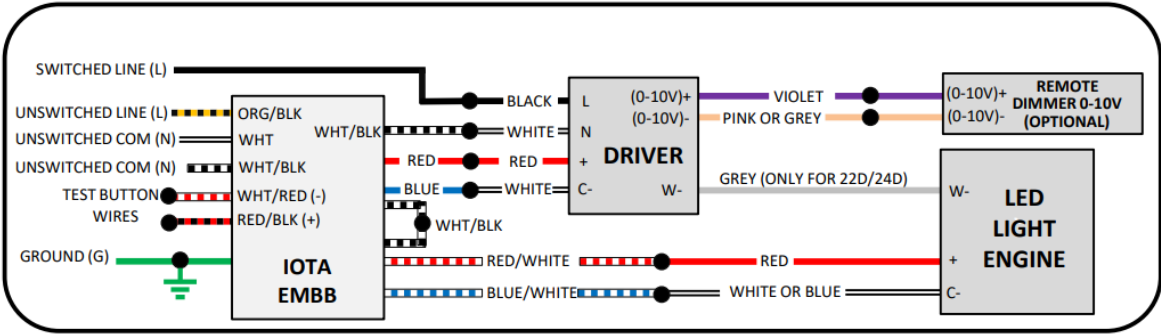 SWITCHED LINE (L)
UNSWITCHED LINE (L)
UNSWITCHED COM (N)
UNSWITCHED COM (N)
TEST BUTTON
WIRES
GROUND (G)
ORG/BLK
WHT
WHT/BLK
WHT/RED (-)
RED/BLK (+)
WHT/BLK
IOTA
EMBB
BLACK
WHITE
RED
RED
BLUE
WHITE
WHT/BLK
RED/WHITE
BLUE/WHITE
L
N
+
C-
(0-10V)+
(0-10V)-
DRIVER
W-
VIOLET
PINK OR GREY
GREY (ONLY FOR 22D/24D)
RED
WHITE OR BLUE
(0-10V)+
(0-10V)-
REMOTE
DIMMER 0-10V
(OPTIONAL)
W-
+
C-
LED
LIGHT
ENGINE